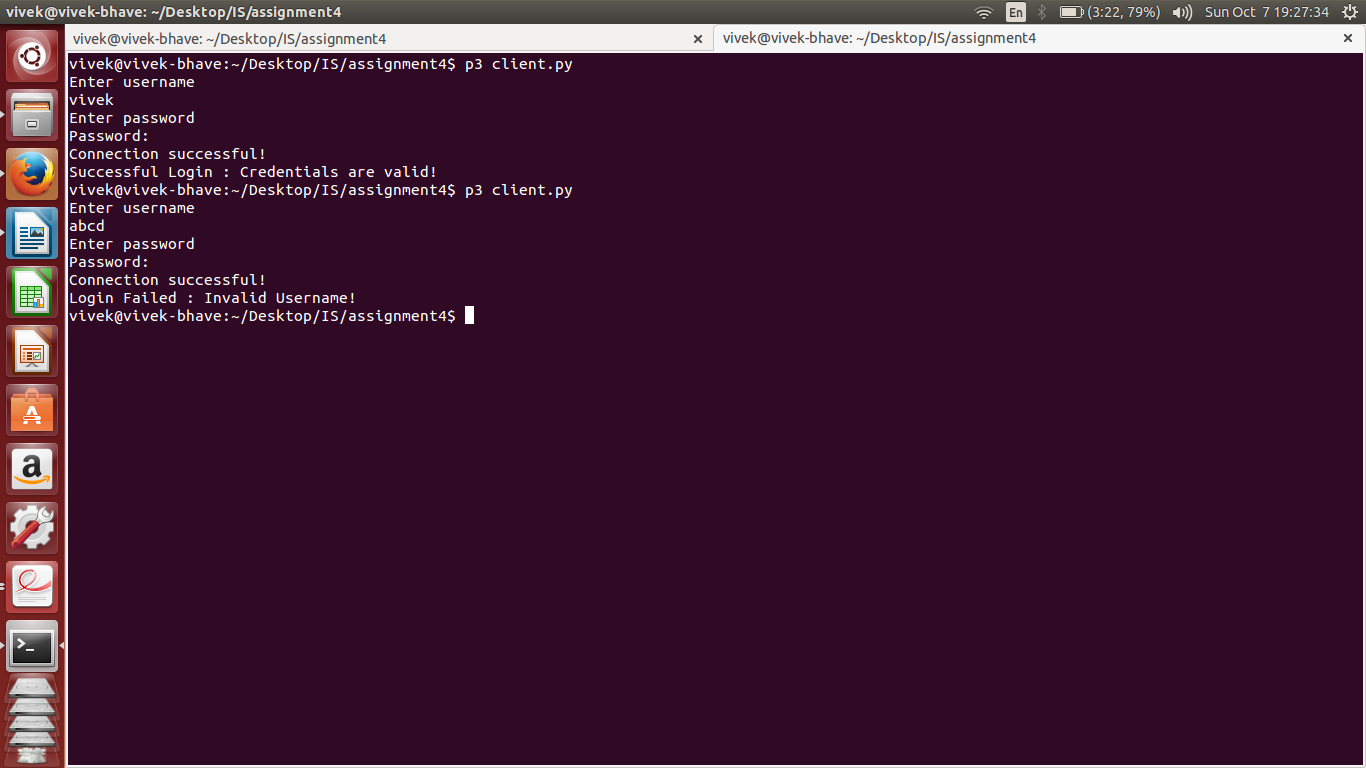 vivek@vivek-bhave: ~/Desktop/IS/assignment4
En
(3:22, 79%)
Sun Oct 7 19:27:34
vivek@vivek-bhave: ~/Desktop/IS/assignment4
vivek@vivek-bhave: ~/Desktop/IS/assignment4
vivek@vivek-bhave:~/Desktop/IS/assignment4$ p3 client.py
Enter username
vivek
Enter password
Password:
Connection successful!
Successful Login : Credentials are valid!
vivek@vivek-bhave:~/Desktop/IS/assignment4$ p3 client.py
Enter username
abcd
Enter password
Password:
Connection successful!
Login Failed : Invalid Username!
vivek@vivek-bhave:~/Desktop/IS/assignment4$